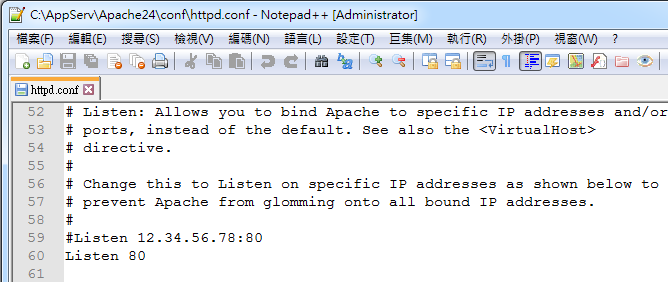 C:\AppServ\Apache24\conf\httpd.conf - Notepad++ [Administrator]
檔案(F) 編輯(E) 搜尋(S) 檢視(V) 編碼(N) 語言(L) 設定(T) 巨集(M) 執行(R) 外掛(P) 視窗(W) ?
httpd.conf
52 # Listen: Allows you to bind Apache to specific IP addresses and/or
53 # ports, instead of the default. See also the <VirtualHost>
54 # directive.
55 #
56 # Change this to Listen on specific IP addresses as shown below to
57 # prevent Apache from glomming onto all bound IP addresses.
58 #
59 #Listen 12.34.56.78:80
60 Listen 80
61